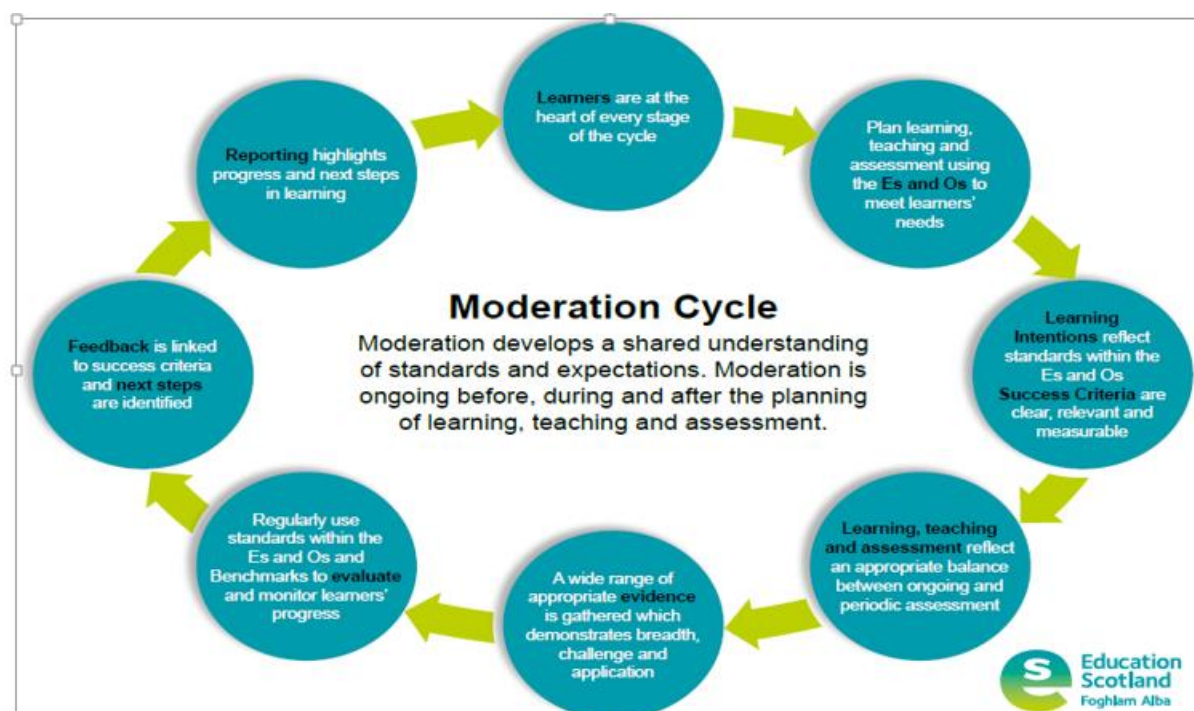 Learners are at the
heart of every stage
of the cycle
Plan learning,
teaching and
assessment using
the Es and Os to
meet learners'
needs
Learning
Intentions reflect
standards within the
Es and Os
Success Criteria are
clear, relevant and
measurable
Learning, teaching
and assessment reflect
an appropriate balance
between ongoing and
periodic assessment
A wide range of
appropriate evidence
is gathered which
demonstrates breadth,
challenge and
application
Regularly use
standards within the
Es and Os and
Benchmarks to evaluate
and monitor learners'
progress
Feedback is linked
to success criteria
and next steps
are identified
Reporting highlights
progress and next steps
in learning
Moderation Cycle
Moderation develops a shared understanding
of standards and expectations. Moderation is
ongoing before, during and after the planning
of learning, teaching and assessment.
Education
Scotland
Foghlam Alba